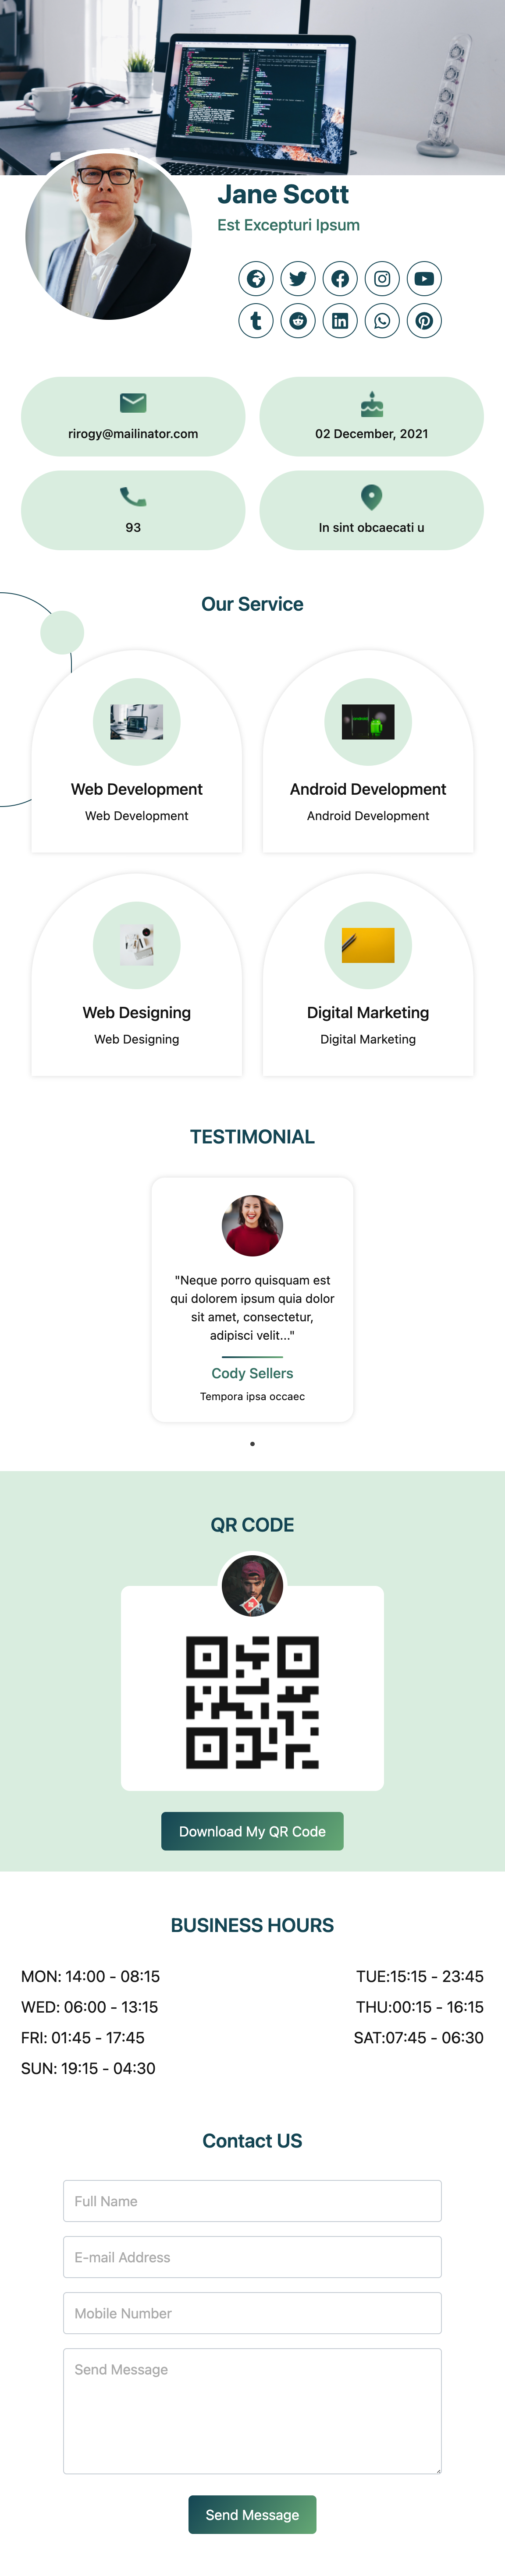 Jane Scott
Est Excepturi Ipsum
rirogy@mailinator.com
02 December, 2021
93
In sint obcaecati u
Our Service
Web Development
Web Development
Android Development
Android Development
Web Designing
Web Designing
Digital Marketing
Digital Marketing
TESTIMONIAL
"Neque porro quisquam est
qui dolorem ipsum quia dolor
sit amet, consectetur,
adipisci velit..."
Cody Sellers
Tempora ipsa occaec
QR CODE
Download My QR Code
BUSINESS HOURS
MON: 14:00 - 08:15
TUE:15:15 - 23:45
WED: 06:00 - 13:15
THU:00:15 - 16:15
FRI: 01:45 - 17:45
SAT:07:45 - 06:30
SUN: 19:15 - 04:30
Contact US
Full Name
E-mail Address
Mobile Number
Send Message
Send Message